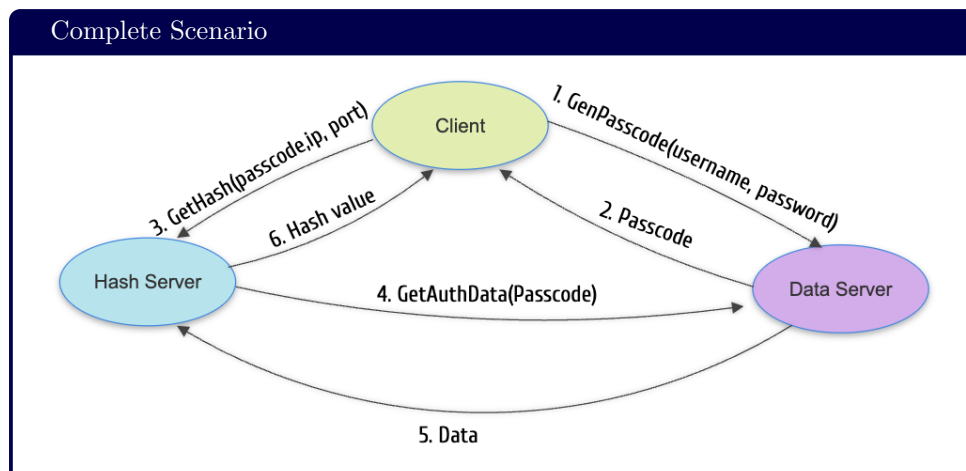 Complete Scenario
Client
1. GenPasscode(username, password)
3. GetHash(passcode,ip, port)
2. Passcode
6. Hash value
Hash Server
4. GetAuthData(Passcode)
Data Server
5. Data